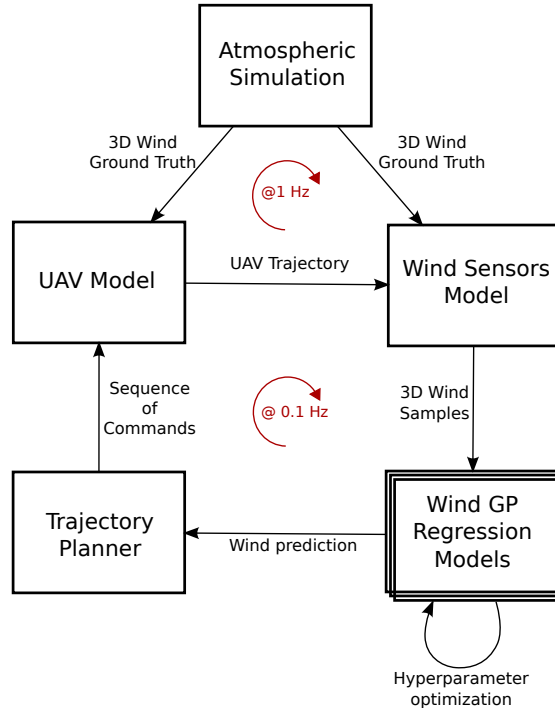 Atmospheric
Simulation
3D Wind
Ground Truth
3D Wind
Ground Truth
@1 Hz
UAV Model
UAV Trajectory
Wind Sensors
Model
Sequence
of
Commands
@ 0.1 Hz
3D Wind
Samples
Trajectory
Planner
Wind prediction
Wind GP
Regression
Models
Hyperparameter
optimization